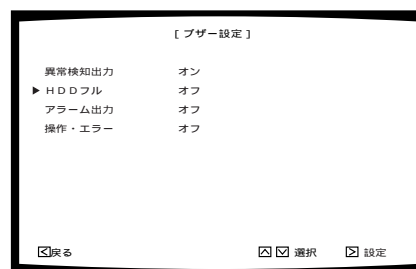 [ブザー設定]
異常検知出力 オン
▶ HDDフル オフ
アラーム出力 オフ
操作・エラー オフ
<戻る ∧ ∨ 選択 > 設定